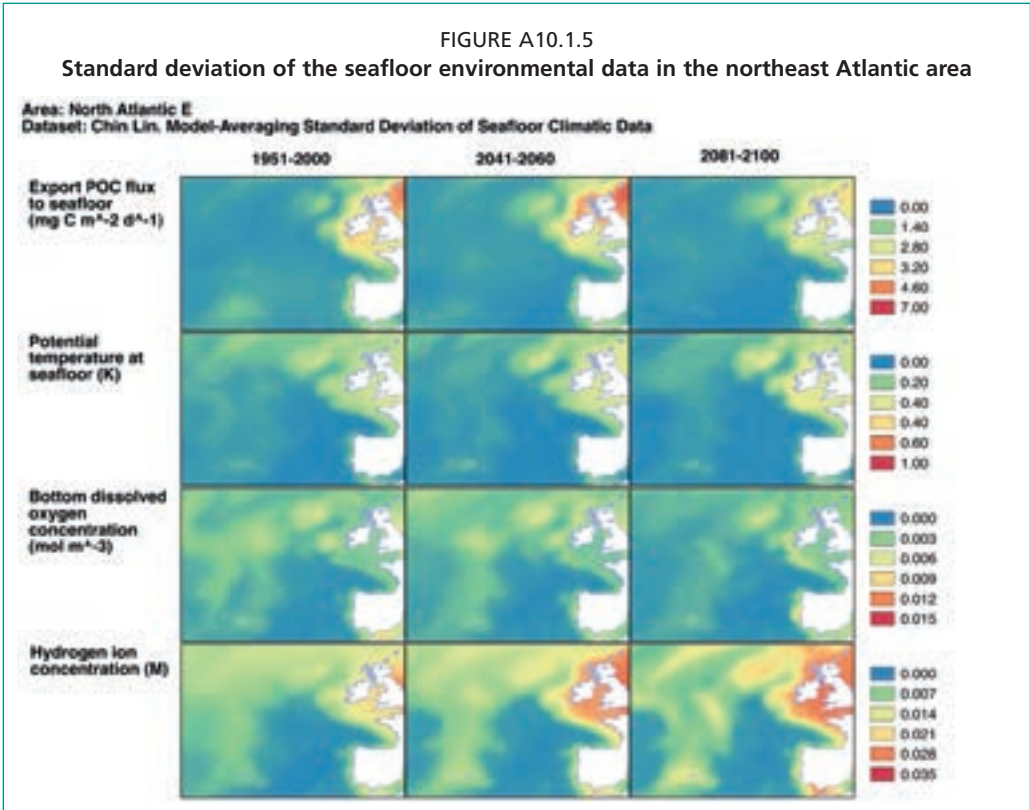 FIGURE A10.1.5
Standard deviation of the seafloor environmental data in the northeast Atlantic area
Area: North Atlantic E
Dataset: Chin Lin. Model-Averaging Standard Deviation of Seafloor Climatic Data
1951-2000
2041-2060
2081-2100
Export POC flux
to seafloor
(mg C m^-2 d^-1)
0.00
1.40
2.80
3.20
4.60
7.00
Potential
temperature at
seafloor (K)
0.00
0.20
0.40
0.40
0.60
1.00
Bottom dissolved
oxygen
concentration
(mol m^-3)
0.000
0.003
0.006
0.009
0.012
0.015
Hydrogen ion
concentration (M)
0.000
0.007
0.014
0.021
0.028
0.035